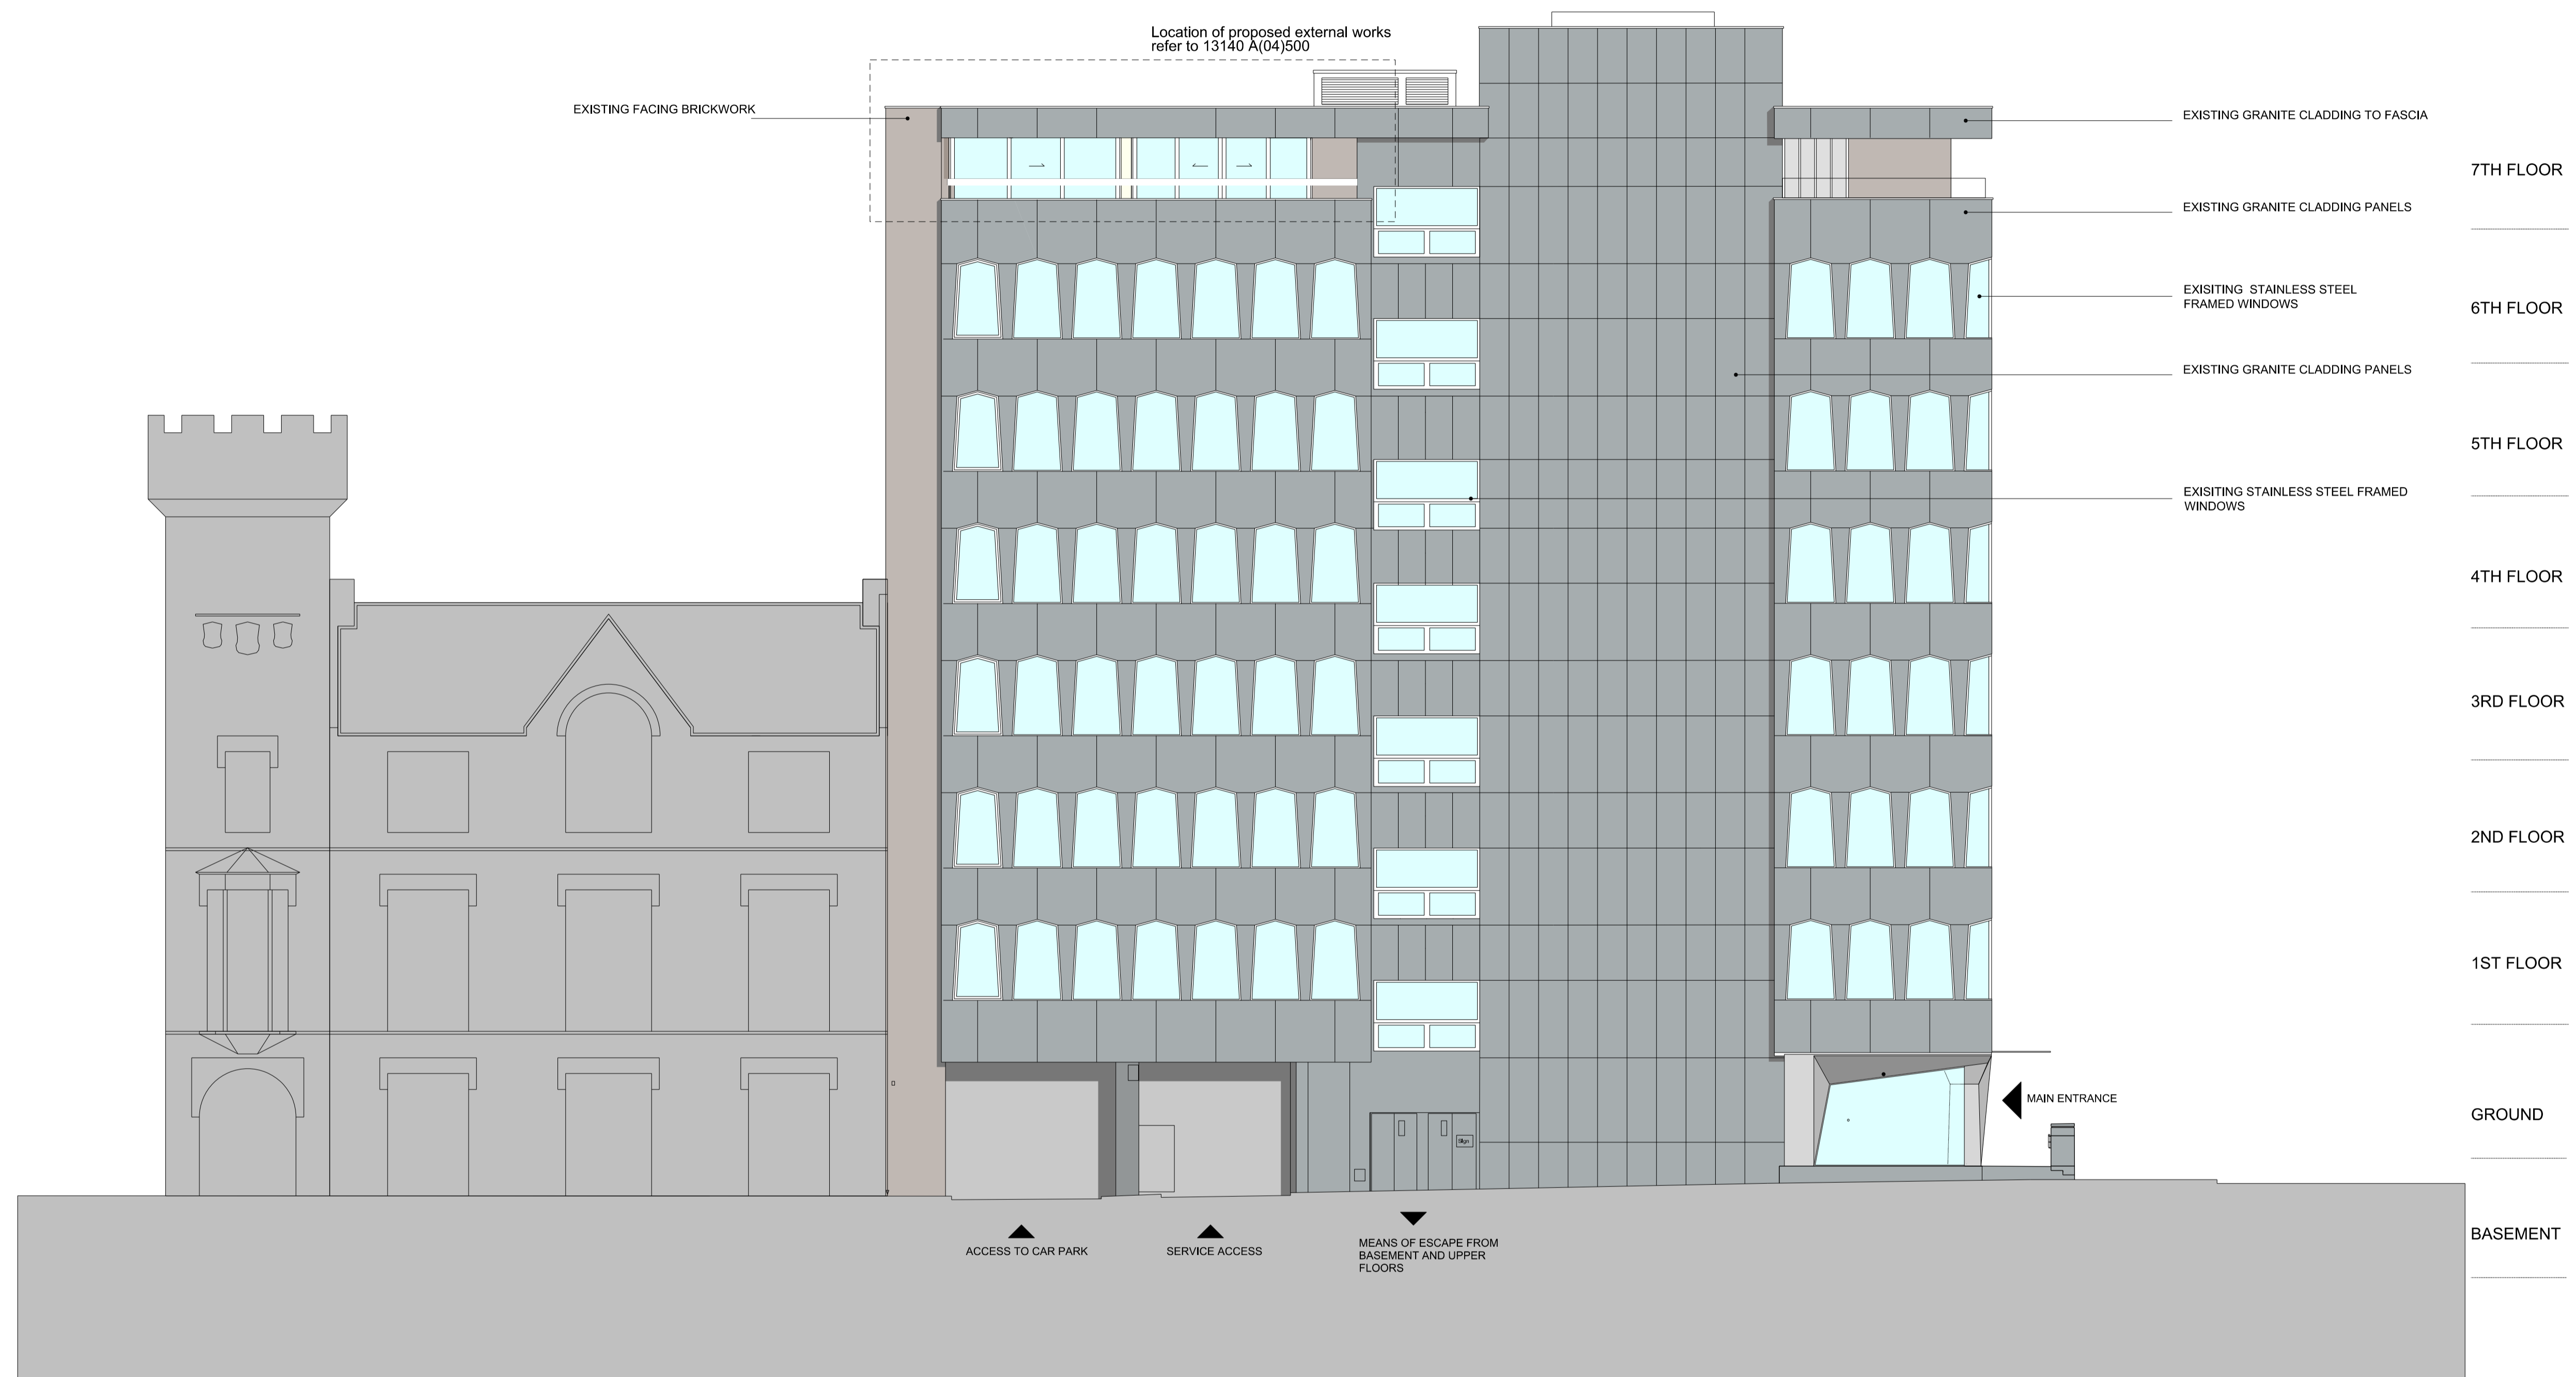 Location of proposed external works
refer to 13140 A(04)500
EXISTING FACING BRICKWORK
EXISTING GRANITE CLADDING TO FASCIA
7TH FLOOR
EXISTING GRANITE CLADDING PANELS
EXISITING STAINLESS STEEL
FRAMED WINDOWS
6TH FLOOR
EXISTING GRANITE CLADDING PANELS
5TH FLOOR
EXISITING STAINLESS STEEL FRAMED
WINDOWS
4TH FLOOR
3RD FLOOR
2ND FLOOR
1ST FLOOR
MAIN ENTRANCE
GROUND
Sign
BASEMENT
ACCESS TO CAR PARK
SERVICE ACCESS
MEANS OF ESCAPE FROM
BASEMENT AND UPPER
FLOORS